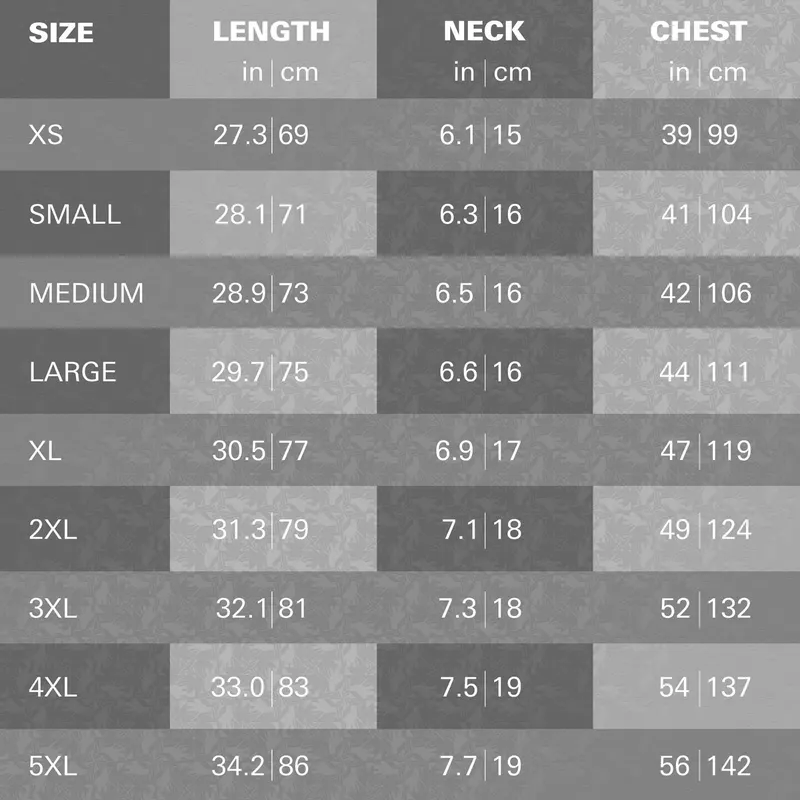 SIZE LENGTH NECK CHEST
in | cm in | cm in | cm
XS 27.3 | 69 6.1 | 15 39 | 99
SMALL 28.1 | 71 6.3 | 16 41 | 104
MEDIUM 28.9 | 73 6.5 | 16 42 | 106
LARGE 29.7 | 75 6.6 | 16 44 | 111
XL 30.5 | 77 6.9 | 17 47 | 119
2XL 31.3 | 79 7.1 | 18 49 | 124
3XL 32.1 | 81 7.3 | 18 52 | 132
4XL 33.0 | 83 7.5 | 19 54 | 137
5XL 34.2 | 86 7.7 | 19 56 | 142